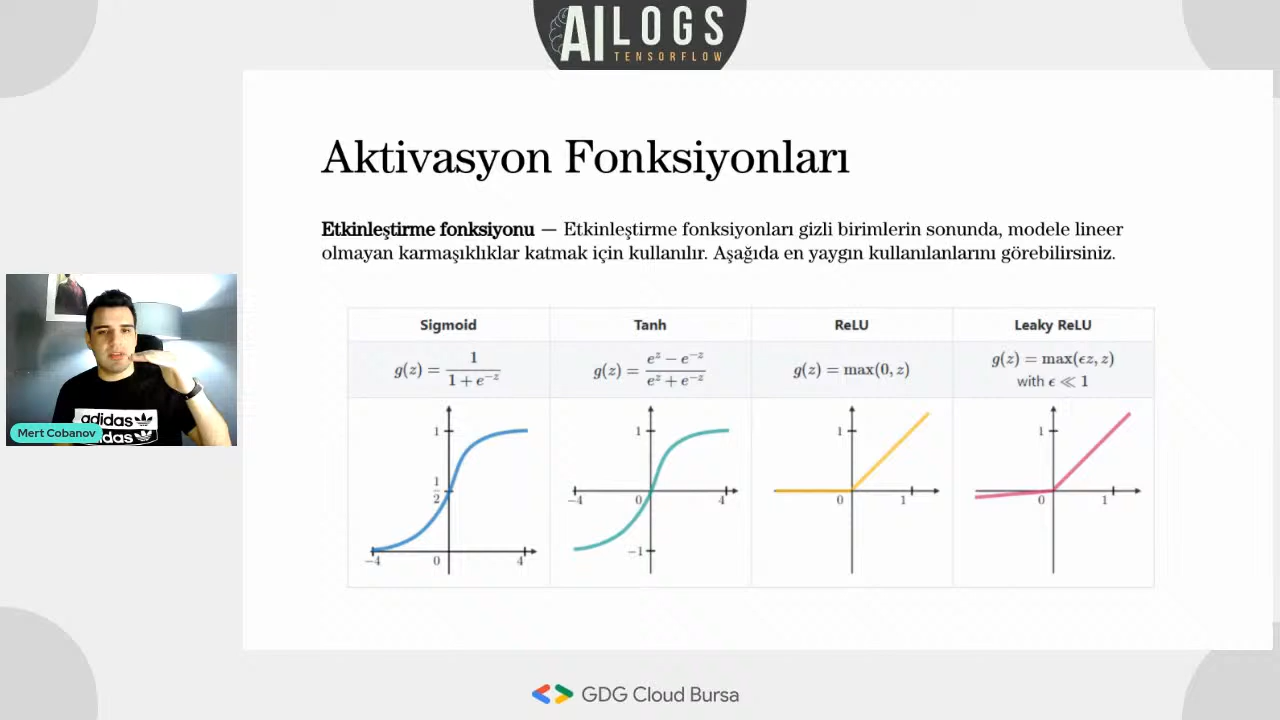 AI LOGS
TENSORFLOW
Aktivasyon Fonksiyonları
Etkinleştirme fonksiyonu — Etkinleştirme fonksiyonları gizli birimlerin sonunda, modele lineer
olmayan karmaşıklıklar katmak için kullanılır. Aşağıda en yaygın kullanılanlarını görebilirsiniz.
Sigmoid Tanh ReLU Leaky ReLU
g(z) = 1 / (1 + e^{-z}) g(z) = (e^z − e^{-z}) / (e^z + e^{-z}) g(z) = max(0, z) g(z) = max(ϵz, z)
with ϵ ≪ 1
1 1 1 1
1/2
−4 0 4 −4 0 4 0 1 0 1
−1
adidas
adidas
Mert Cobanov
GDG Cloud Bursa